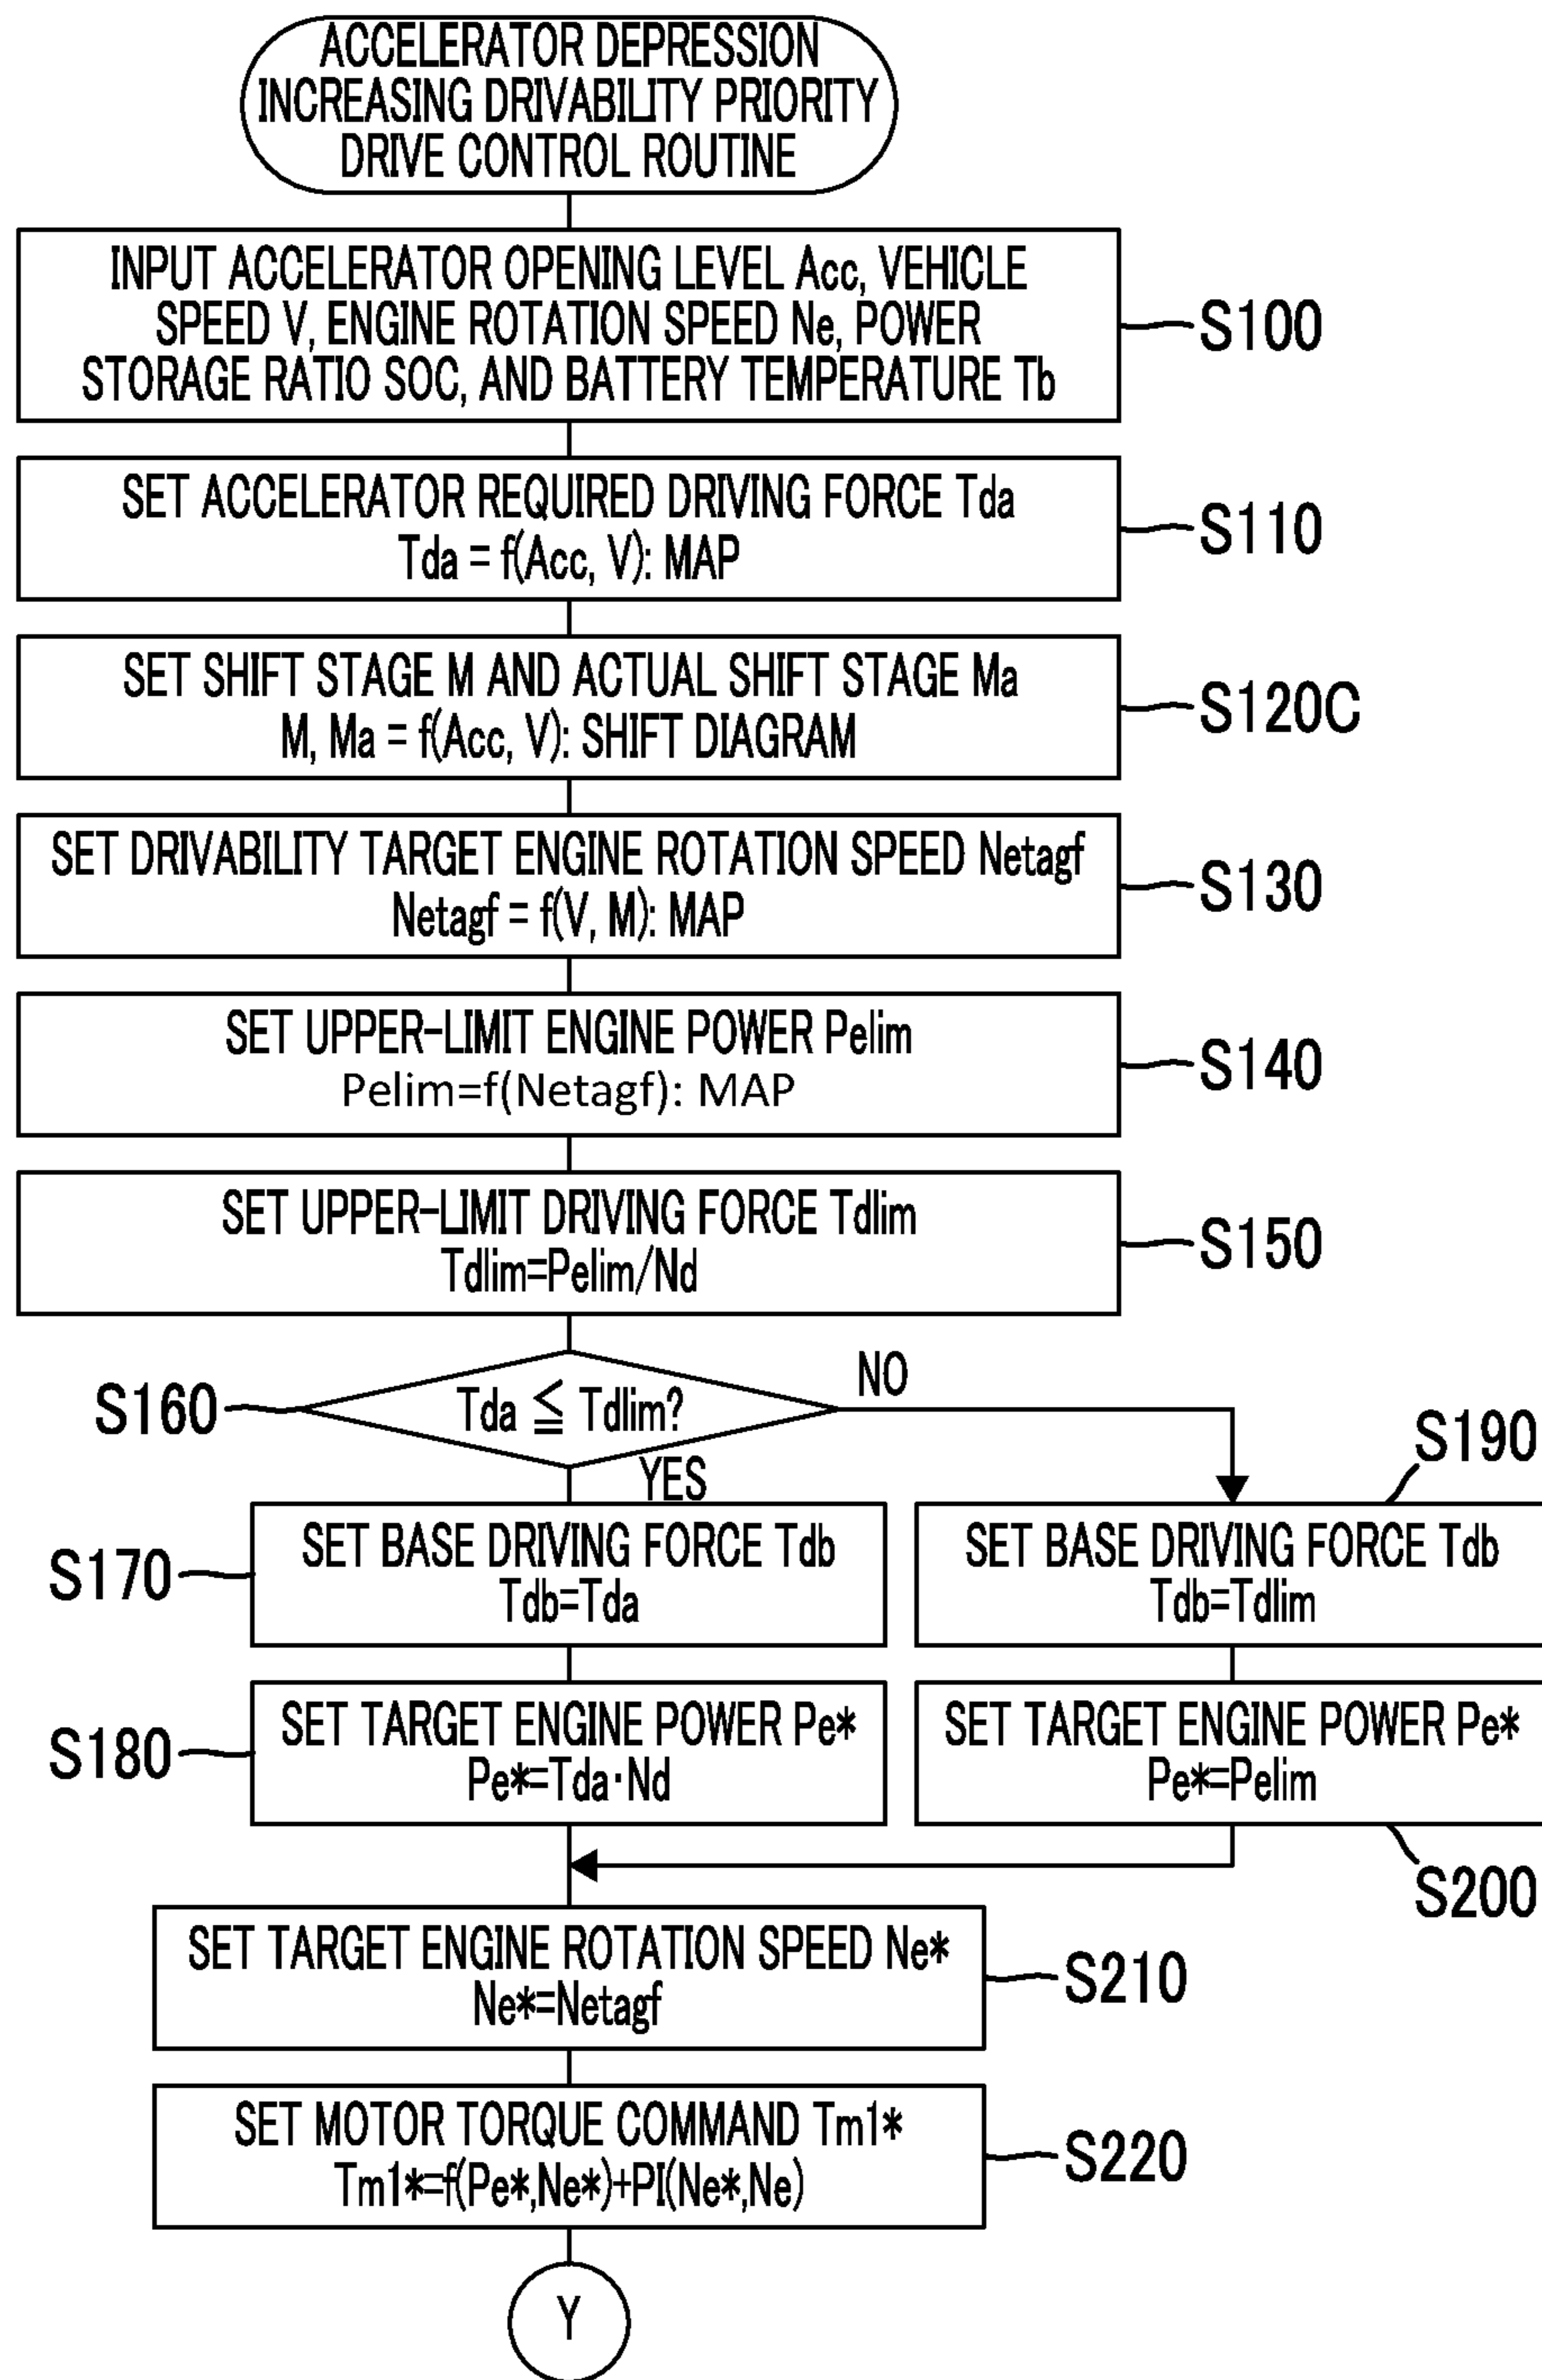 ACCELERATOR DEPRESSION
INCREASING DRIVABILITY PRIORITY
DRIVE CONTROL ROUTINE
INPUT ACCELERATOR OPENING LEVEL Acc, VEHICLE
SPEED V, ENGINE ROTATION SPEED Ne, POWER
STORAGE RATIO SOC, AND BATTERY TEMPERATURE Tb
S100
SET ACCELERATOR REQUIRED DRIVING FORCE Tda
Tda = f(Acc, V): MAP
S110
SET SHIFT STAGE M AND ACTUAL SHIFT STAGE Ma
M, Ma = f(Acc, V): SHIFT DIAGRAM
S120C
SET DRIVABILITY TARGET ENGINE ROTATION SPEED Netagf
Netagf = f(V, M): MAP
S130
SET UPPER-LIMIT ENGINE POWER Pelim
Pelim=f(Netagf): MAP
S140
SET UPPER-LIMIT DRIVING FORCE Tdlim
Tdlim=Pelim/Nd
S150
S160
Tda ≦ Tdlim?
NO
YES
S170
SET BASE DRIVING FORCE Tdb
Tdb=Tda
S190
SET BASE DRIVING FORCE Tdb
Tdb=Tdlim
S180
SET TARGET ENGINE POWER Pe*
Pe*=Tda·Nd
SET TARGET ENGINE POWER Pe*
Pe*=Pelim
S200
SET TARGET ENGINE ROTATION SPEED Ne*
Ne*=Netagf
S210
SET MOTOR TORQUE COMMAND Tm1*
Tm1*=f(Pe*,Ne*)+PI(Ne*,Ne)
S220
Y